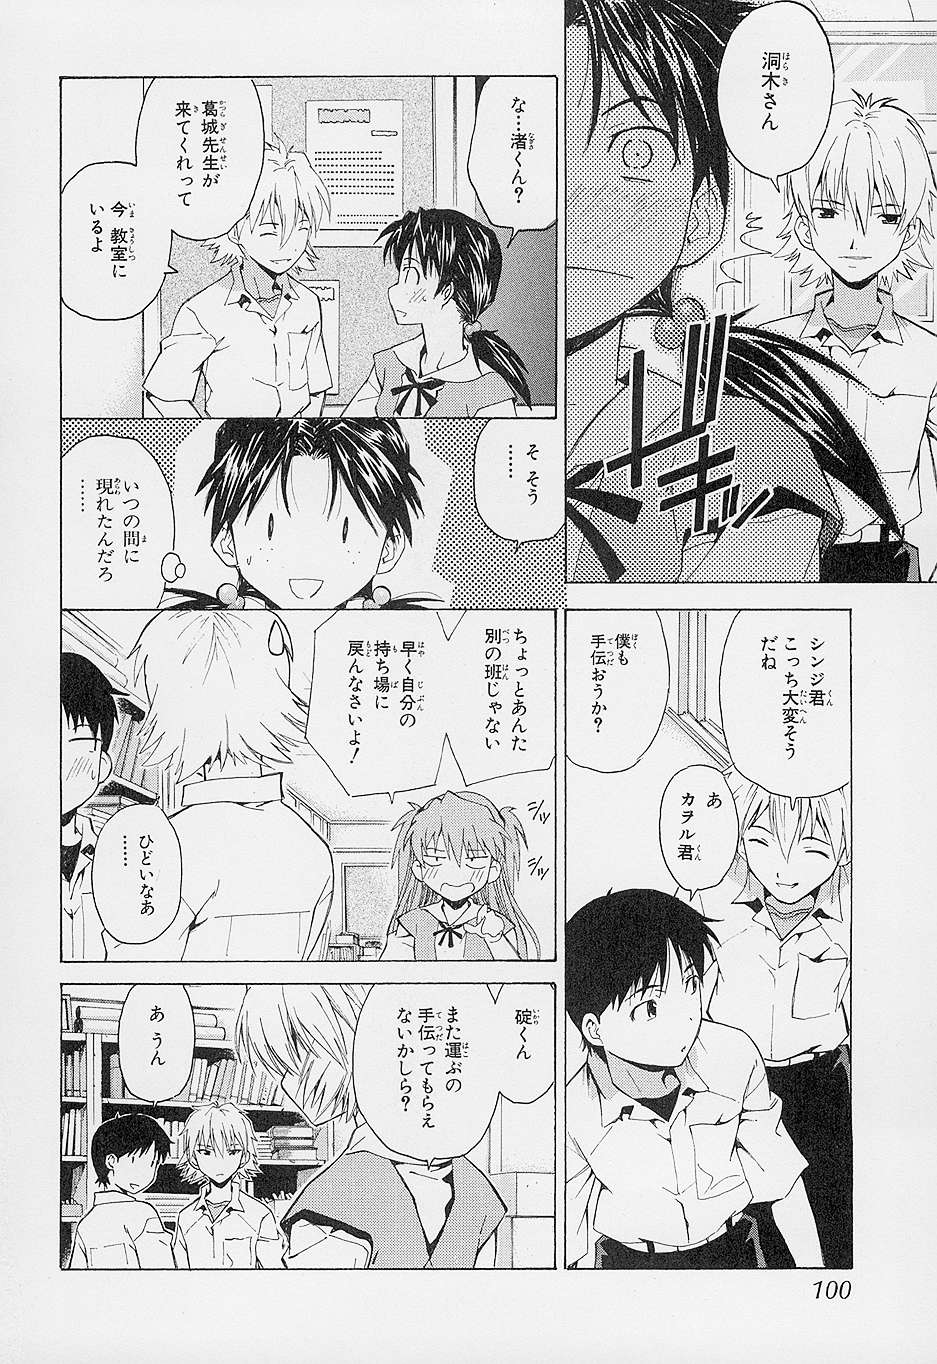 洞木さん
ギ
な…渚くん？
葛城先生が
来てくれって
今 教室に
いるよ
そ そう
……
いつの間に
現れたんだろ
……
シンジ君
こっち大変そう
だね
僕も
手伝おうか？
あ
カヲル君
ちょっとあんた
別の班じゃない
早く自分の
持ち場に
戻んなさいよ！
ジジッ
ジジッ
ひどいなあ
……
碇くん
また運ぶの
手伝ってもらえ
ないかしら？
あ うん
100